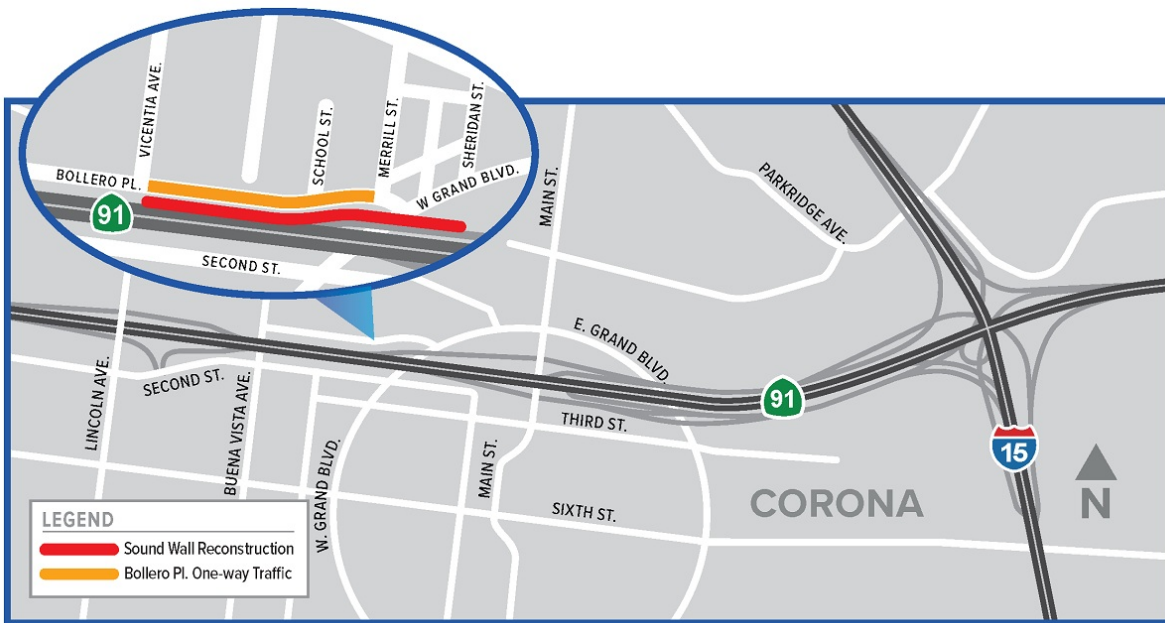 VICENTIA AVE.
SCHOOL ST.
MERRILL ST.
SHERIDAN ST.
BOLLERO PL.
W GRAND BLVD.
91
SECOND ST.
MAIN ST.
PARKRIDGE AVE.
E. GRAND BLVD.
LINCOLN AVE.
SECOND ST.
BUENA VISTA AVE.
W. GRAND BLVD.
91
THIRD ST.
MAIN ST.
15
SIXTH ST.
CORONA
N
LEGEND
Sound Wall Reconstruction
Bollero Pl. One-way Traffic